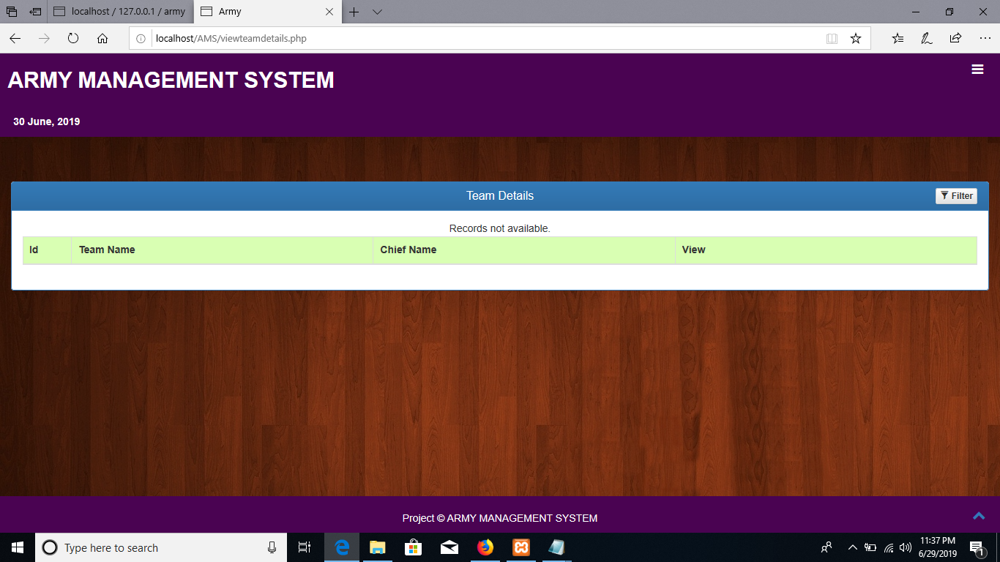 localhost / 127.0.0.1 / army
Army
localhost/AMS/viewteamdetails.php
ARMY MANAGEMENT SYSTEM
30 June, 2019
Team Details
Filter
Records not available.
Id Team Name Chief Name View
Project © ARMY MANAGEMENT SYSTEM
Type here to search
11:37 PM
6/29/2019
1